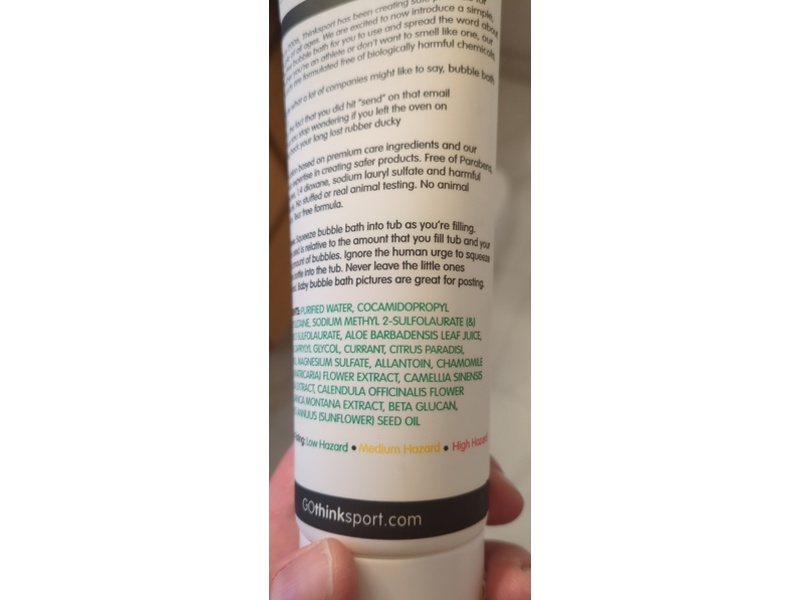 2006, Thinksport has been creating safe products for
of all ages. We are excited to now introduce a simple,
bubble bath for you to use and spread the word about
you're an athlete or don't want to smell like one, our
are formulated free of biologically harmful chemicals.
what a lot of companies might like to say, bubble bath
fact that you did hit "send" on that email
stop wondering if you left the oven on
your long lost rubber ducky
based on premium care ingredients and our
expertise in creating safer products. Free of Parabens,
1,4 dioxane, sodium lauryl sulfate and harmful
No stuffed or real animal testing. No animal
free formula.
Squeeze bubble bath into tub as you're filling.
is relative to the amount that you fill tub and your
of bubbles. Ignore the human urge to squeeze
into the tub. Never leave the little ones
Baby bubble bath pictures are great for posting.
PURIFIED WATER, COCAMIDOPROPYL
SODIUM METHYL 2-SULFOLAURATE (&)
SULFOLAURATE, ALOE BARBADENSIS LEAF JUICE,
GLYCOL, CURRANT, CITRUS PARADISI,
MAGNESIUM SULFATE, ALLANTOIN, CHAMOMILE
FLOWER EXTRACT, CAMELLIA SINENSIS
EXTRACT, CALENDULA OFFICINALIS FLOWER
MONTANA EXTRACT, BETA GLUCAN,
ANNUUS (SUNFLOWER) SEED OIL
Low Hazard • Medium Hazard • High Hazard
GOthinksport.com